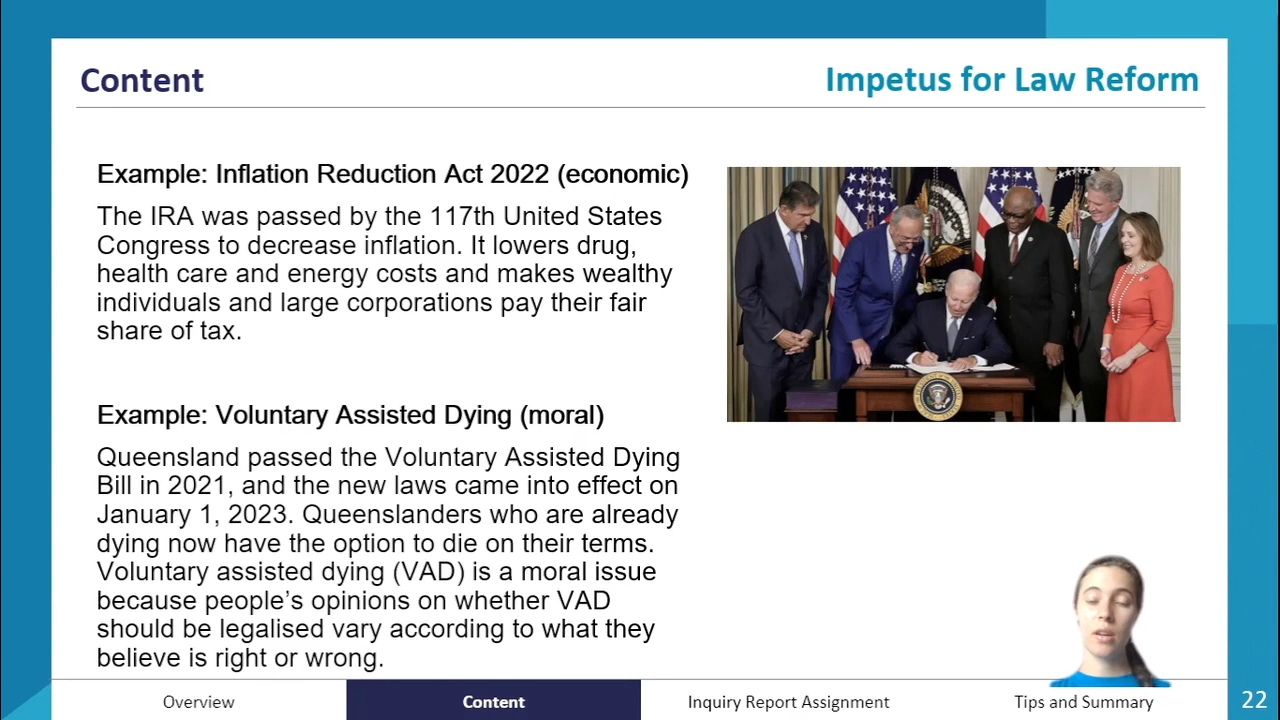 Content
Impetus for Law Reform
Example: Inflation Reduction Act 2022 (economic)
The IRA was passed by the 117th United States
Congress to decrease inflation. It lowers drug,
health care and energy costs and makes wealthy
individuals and large corporations pay their fair
share of tax.
Example: Voluntary Assisted Dying (moral)
Queensland passed the Voluntary Assisted Dying
Bill in 2021, and the new laws came into effect on
January 1, 2023. Queenslanders who are already
dying now have the option to die on their terms.
Voluntary assisted dying (VAD) is a moral issue
because people’s opinions on whether VAD
should be legalised vary according to what they
believe is right or wrong.
Overview
Content
Inquiry Report Assignment
Tips and Summary
22